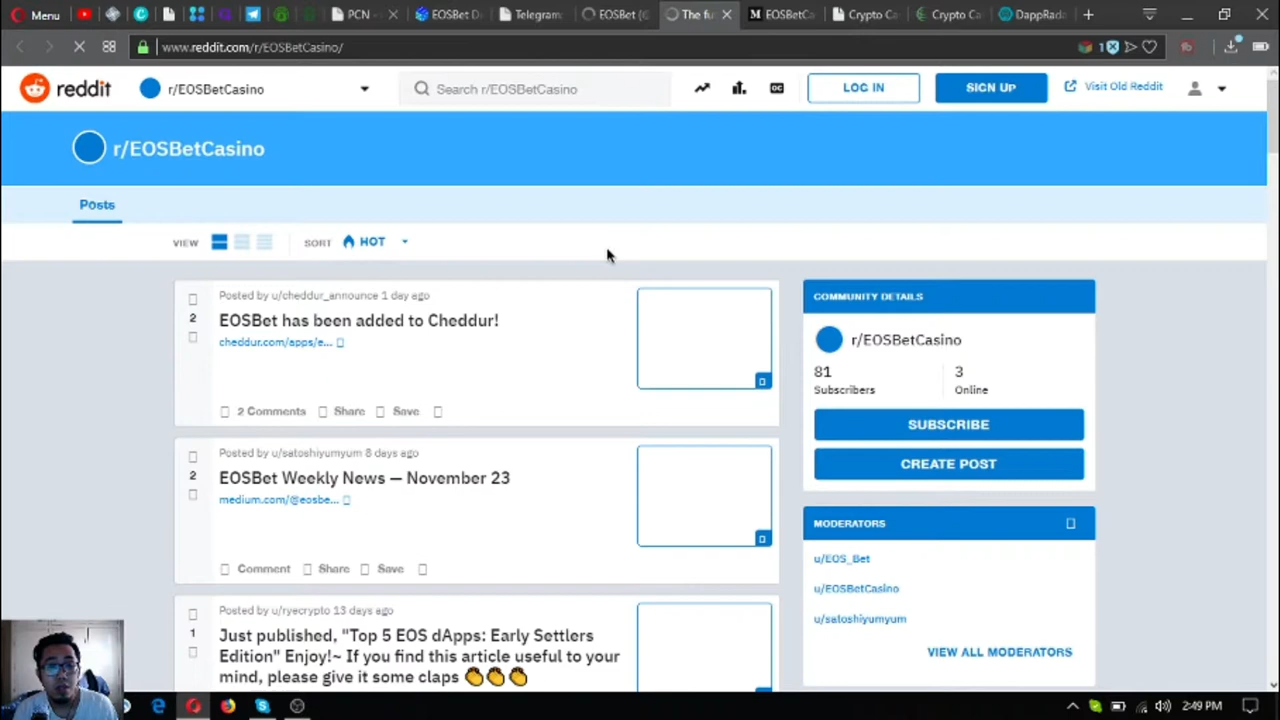 Menu
PCN -
EOSBet D
Telegram
EOSBet (
The fu
EOSBetCa
Crypto Ca
Crypto Ca
DappRad
www.reddit.com/r/EOSBetCasino/
1
reddit
r/EOSBetCasino
Search r/EOSBetCasino
OC
LOG IN
SIGN UP
Visit Old Reddit
r/EOSBetCasino
Posts
VIEW
SORT
HOT
Posted by u/cheddur_announce 1 day ago
2
EOSBet has been added to Cheddur!
cheddur.com/apps/e...
2 Comments
Share
Save
Posted by u/satoshiyumyum 8 days ago
2
EOSBet Weekly News — November 23
medium.com/@eosbe...
Comment
Share
Save
Posted by u/ryecrypto 13 days ago
1
Just published, "Top 5 EOS dApps: Early Settlers
Edition" Enjoy!~ If you find this article useful to your
mind, please give it some claps 👏👏👏
COMMUNITY DETAILS
r/EOSBetCasino
81
Subscribers
3
Online
SUBSCRIBE
CREATE POST
MODERATORS
u/EOS_Bet
u/EOSBetCasino
u/satoshiyumyum
VIEW ALL MODERATORS
2:49 PM